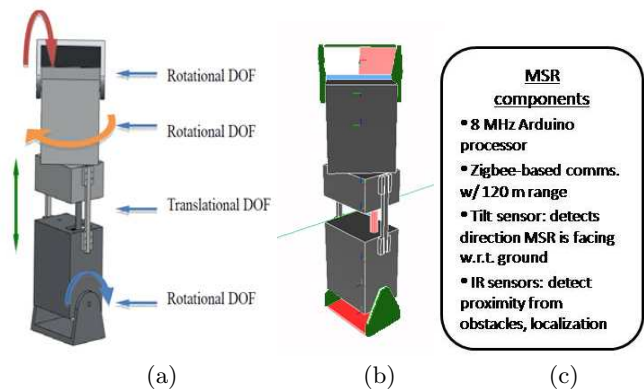 Rotational DOF
Rotational DOF
Translational DOF
Rotational DOF
(a)
(b)
MSR
components
• 8 MHz Arduino
processor
• Zigbee-based comms.
w/ 120 m range
• Tilt sensor: detects
direction MSR is facing
w.r.t. ground
• IR sensors: detect
proximity from
obstacles, localization
(c)